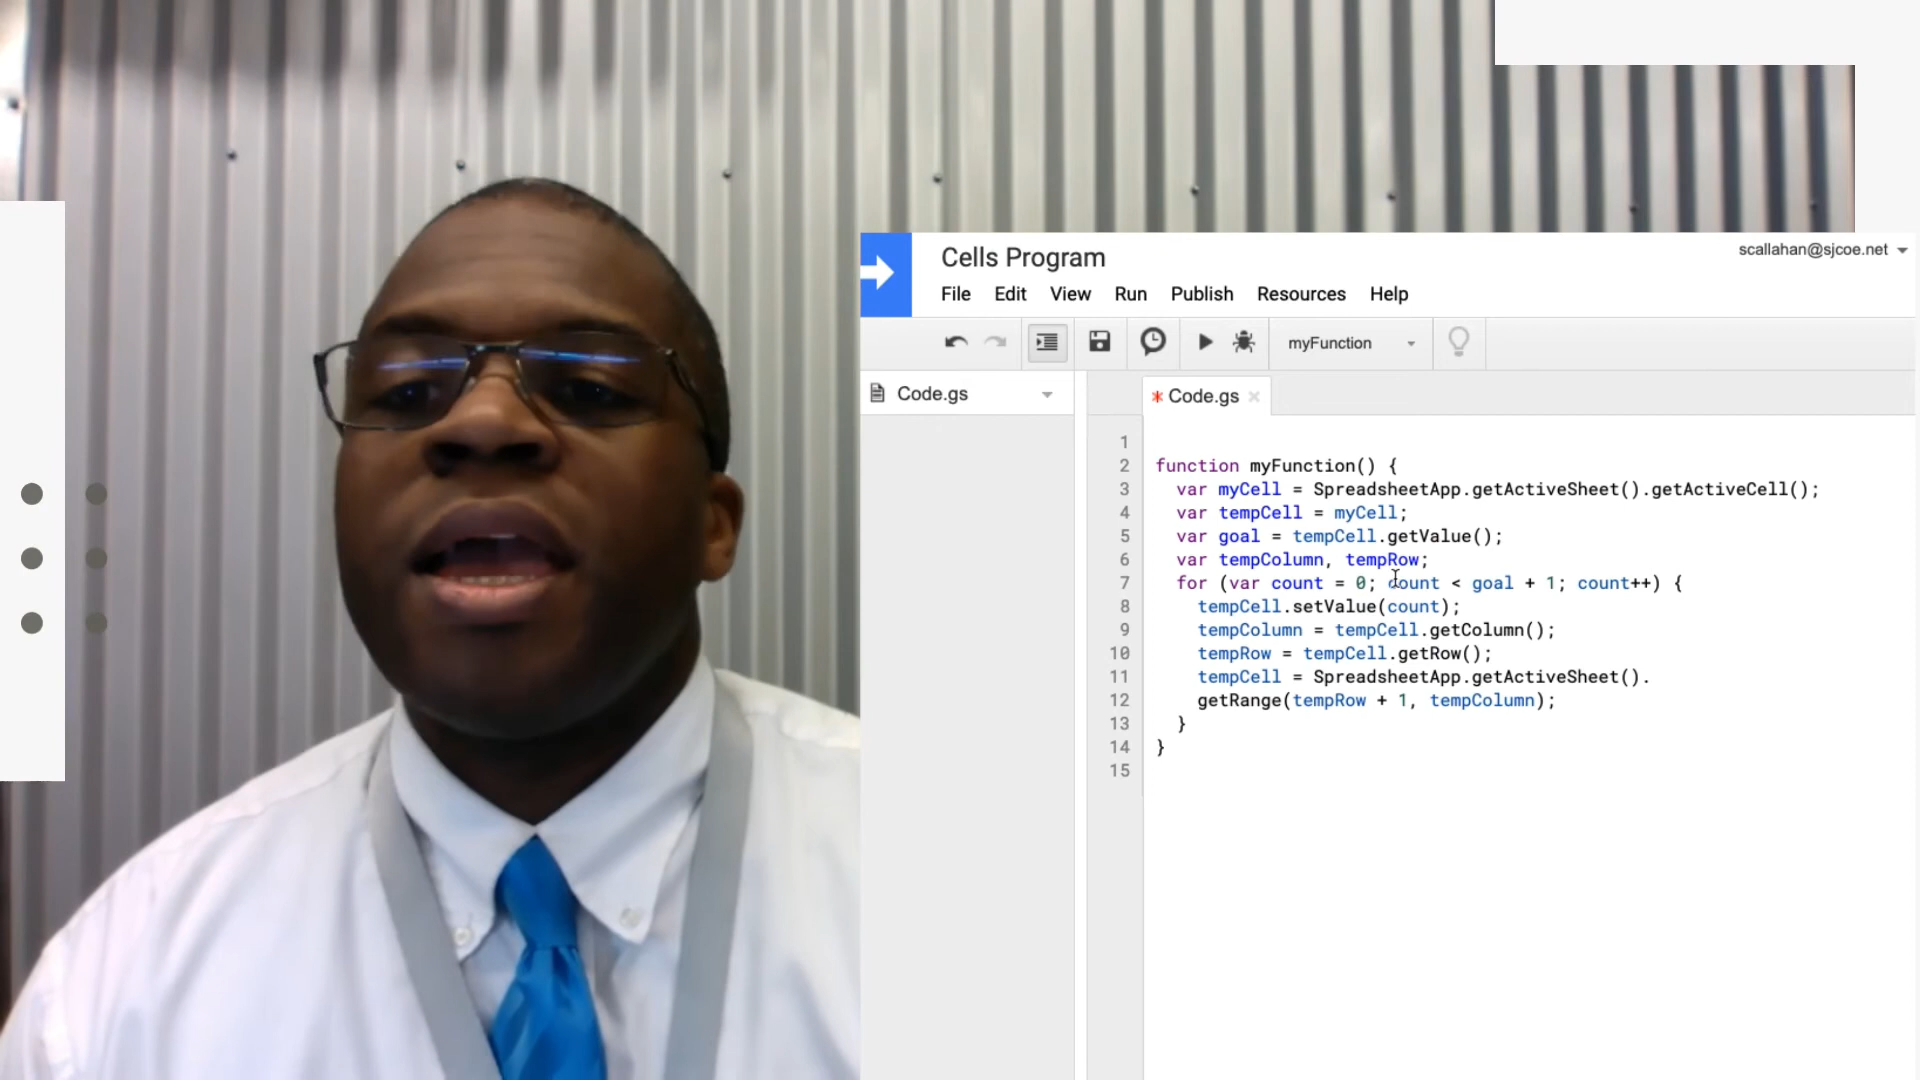 Cells Program
scallahan@sjcoe.net
File Edit View Run Publish Resources Help
myFunction
Code.gs
* Code.gs ×
1
2 function myFunction() {
3 var myCell = SpreadsheetApp.getActiveSheet().getActiveCell();
4 var tempCell = myCell;
5 var goal = tempCell.getValue();
6 var tempColumn, tempRow;
7 for (var count = 0; count < goal + 1; count++) {
8 tempCell.setValue(count);
9 tempColumn = tempCell.getColumn();
10 tempRow = tempCell.getRow();
11 tempCell = SpreadsheetApp.getActiveSheet().
12 getRange(tempRow + 1, tempColumn);
13 }
14 }
15